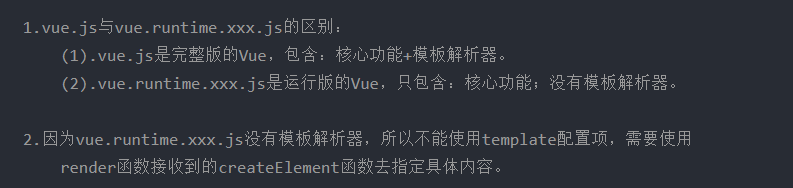 1.vue.js与vue.runtime.xxx.js的区别：
(1).vue.js是完整版的Vue，包含：核心功能+模板解析器。
(2).vue.runtime.xxx.js是运行版的Vue，只包含：核心功能；没有模板解析器。
2.因为vue.runtime.xxx.js没有模板解析器，所以不能使用template配置项，需要使用
render函数接收到的createElement函数去指定具体内容。